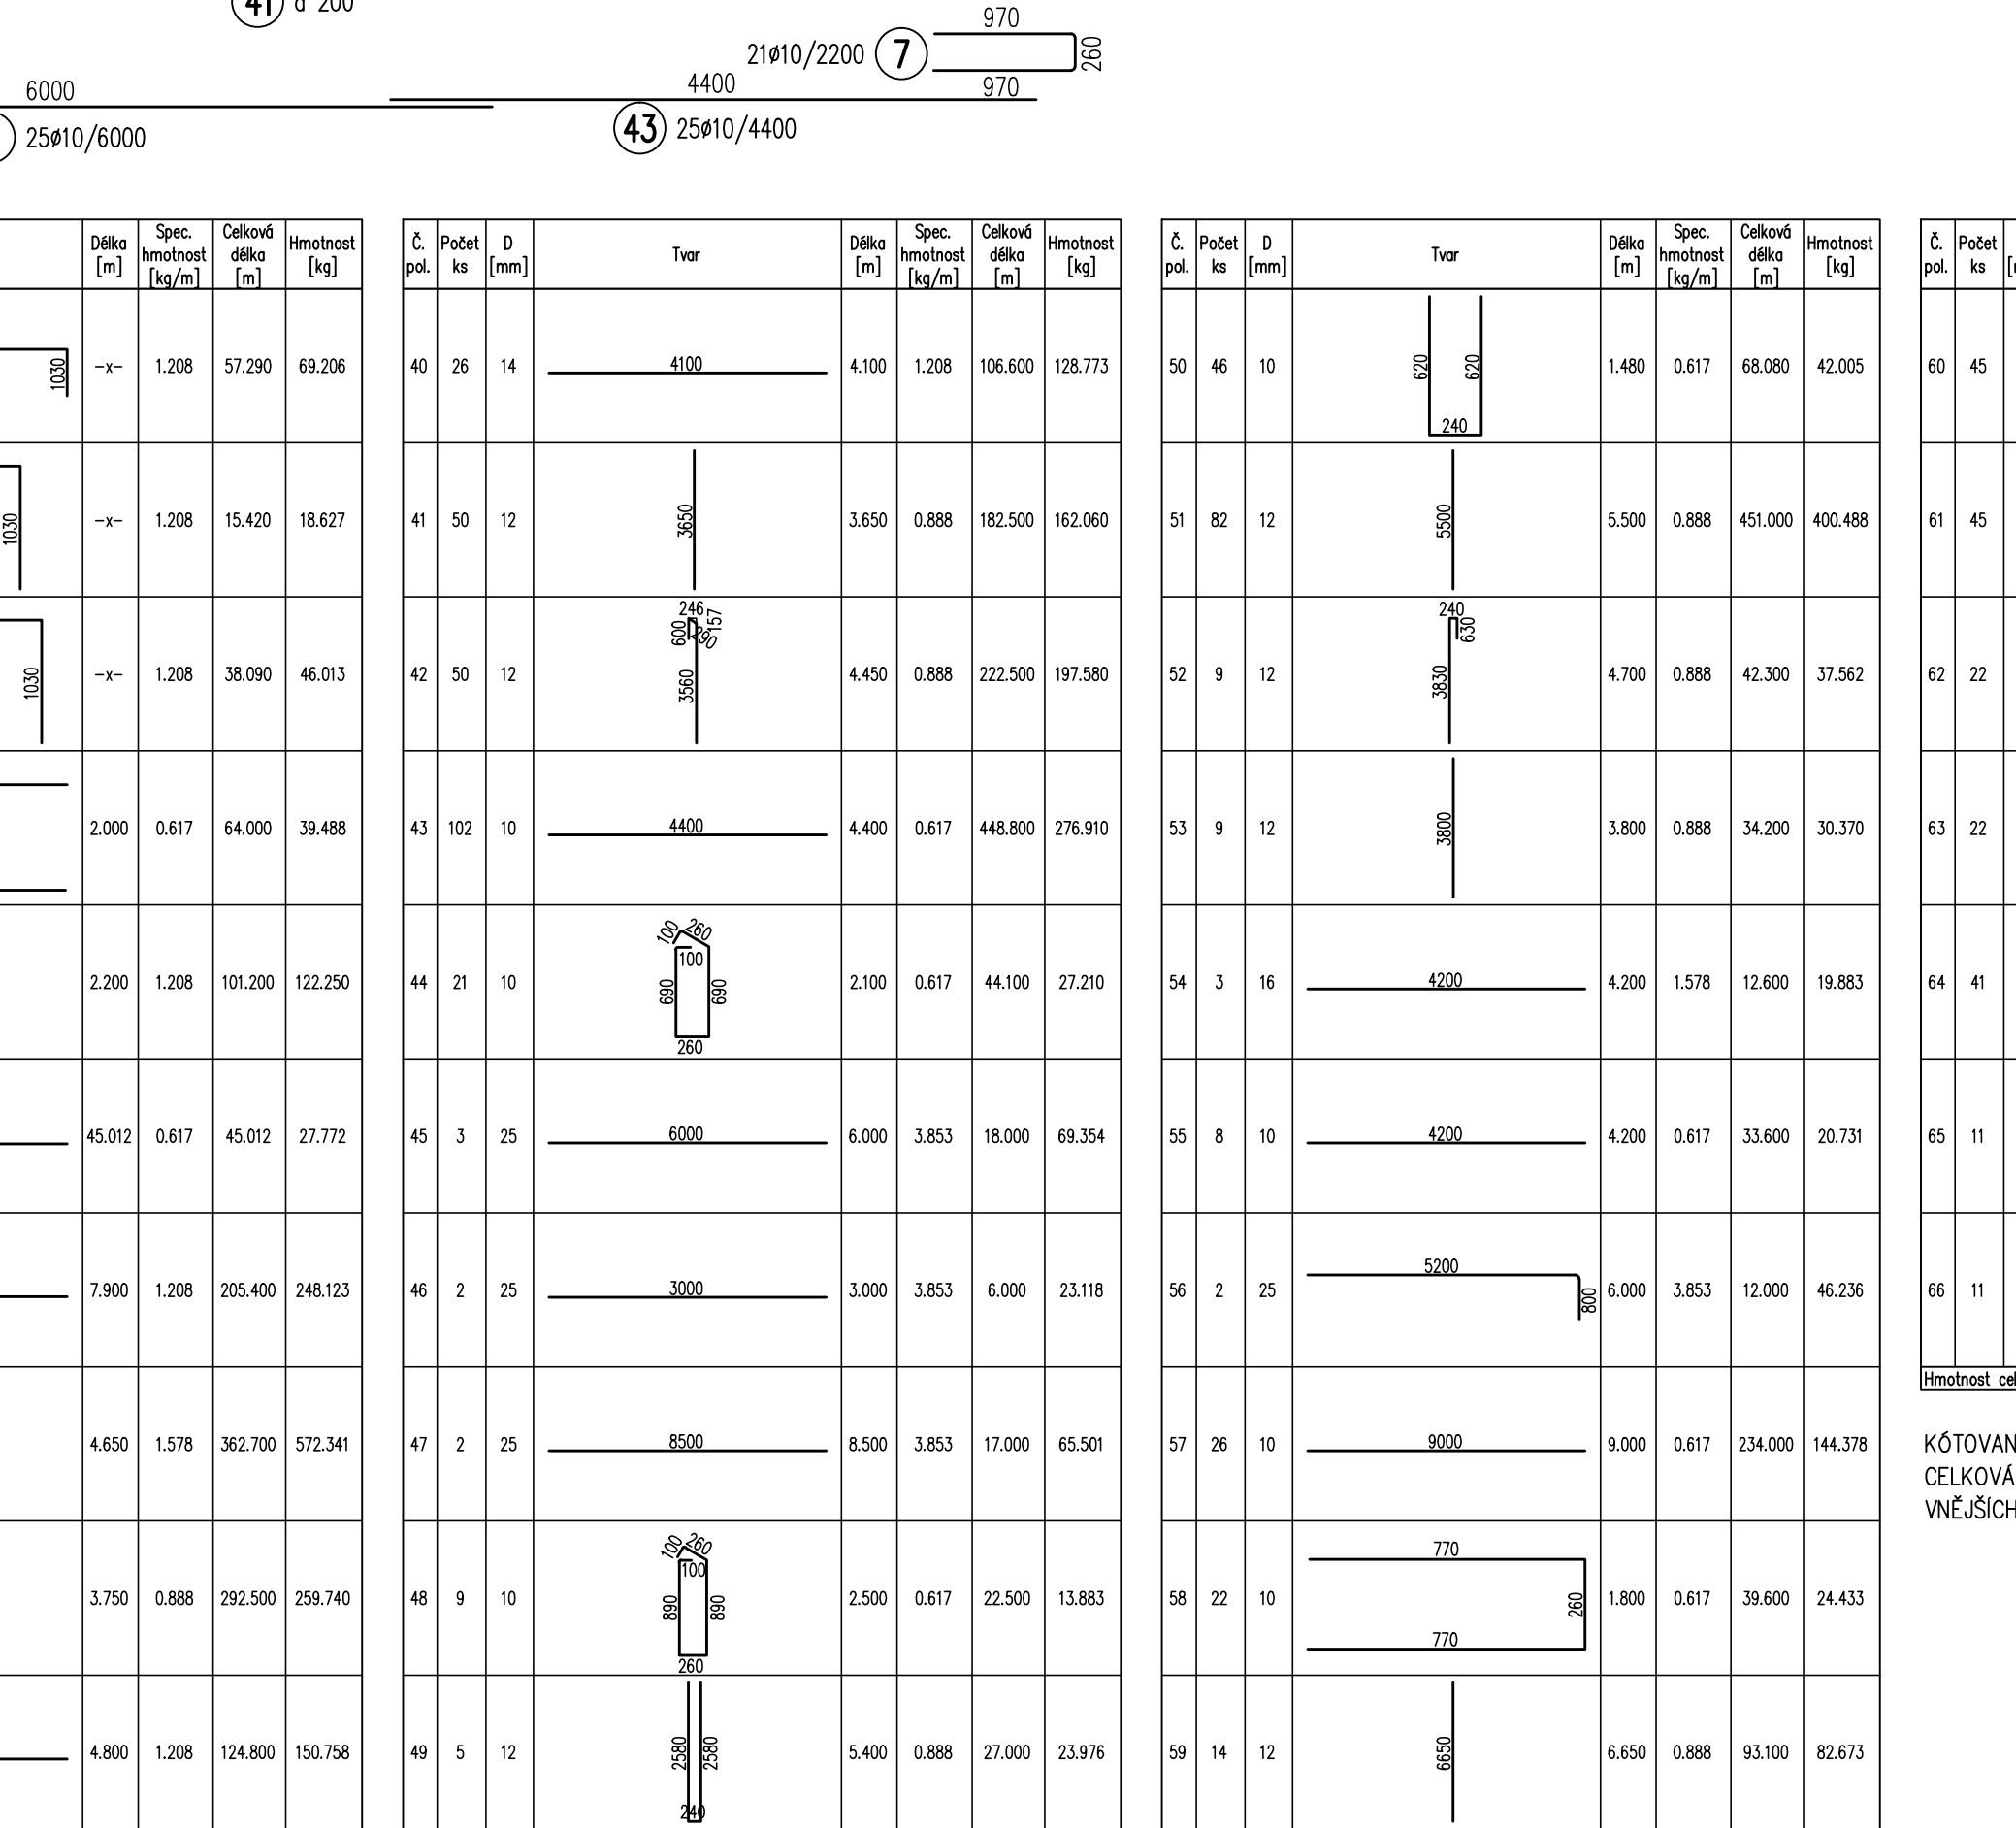 41 á 200
970
21ø10/2200 7 260
970
6000
25ø10/6000
4400
43 25ø10/4400
Délka [m] Spec. hmotnost [kg/m] Celková délka [m] Hmotnost [kg]
1030 -x- 1.208 57.290 69.206
1030 -x- 1.208 15.420 18.627
1030 -x- 1.208 38.090 46.013
2.000 0.617 64.000 39.488
2.200 1.208 101.200 122.250
45.012 0.617 45.012 27.772
7.900 1.208 205.400 248.123
4.650 1.578 362.700 572.341
3.750 0.888 292.500 259.740
4.800 1.208 124.800 150.758
Č. pol. Počet ks D [mm] Tvar Délka [m] Spec. hmotnost [kg/m] Celková délka [m] Hmotnost [kg]
40 26 14 4100 4.100 1.208 106.600 128.773
41 50 12 3650 3.650 0.888 182.500 162.060
42 50 12 246 157 600 290 3560 4.450 0.888 222.500 197.580
43 102 10 4400 4.400 0.617 448.800 276.910
44 21 10 100 260 100 690 690 260 2.100 0.617 44.100 27.210
45 3 25 6000 6.000 3.853 18.000 69.354
46 2 25 3000 3.000 3.853 6.000 23.118
47 2 25 8500 8.500 3.853 17.000 65.501
48 9 10 100 260 100 890 890 260 2.500 0.617 22.500 13.883
49 5 12 2580 2580 240 5.400 0.888 27.000 23.976
Č. pol. Počet ks D [mm] Tvar Délka [m] Spec. hmotnost [kg/m] Celková délka [m] Hmotnost [kg]
50 46 10 620 620 240 1.480 0.617 68.080 42.005
51 82 12 5500 5.500 0.888 451.000 400.488
52 9 12 240 630 3830 4.700 0.888 42.300 37.562
53 9 12 3800 3.800 0.888 34.200 30.370
54 3 16 4200 4.200 1.578 12.600 19.883
55 8 10 4200 4.200 0.617 33.600 20.731
56 2 25 5200 800 6.000 3.853 12.000 46.236
57 26 10 9000 9.000 0.617 234.000 144.378
58 22 10 770 260 770 1.800 0.617 39.600 24.433
59 14 12 6650 6.650 0.888 93.100 82.673
Č. pol. Počet ks
60 45
61 45
62 22
63 22
64 41
65 11
66 11
Hmotnost cel
KÓTOVAN
CELKOVÁ
VNĚJŠÍCH